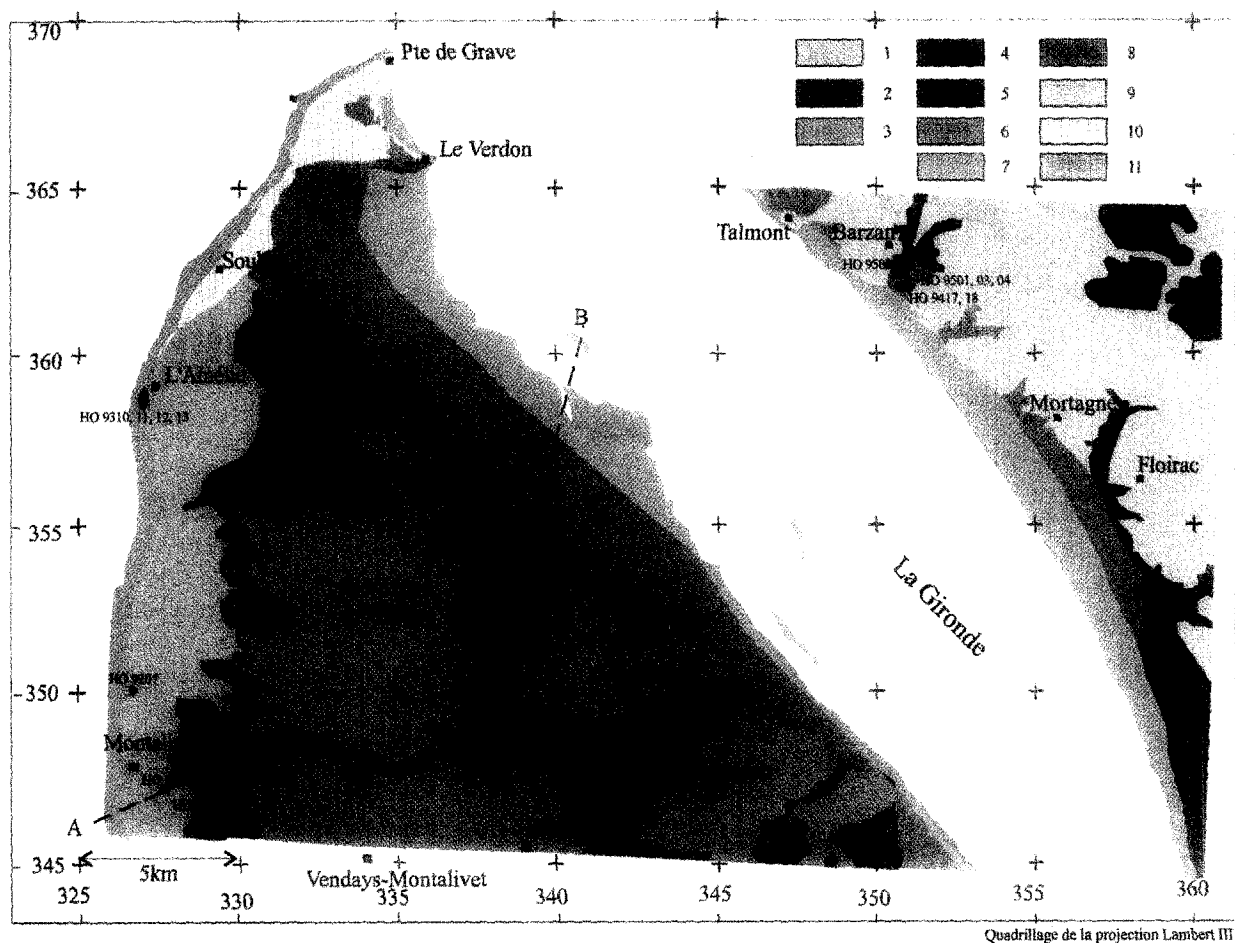 370
Pte de Grave
1 4 8
2 5 9
3 6 10
7 11
Le Verdon
365
Talmont
Barzan
Soul
HO 9501, 03, 04
HO 9417, 18
B
360
HO 9310, 11, 12, 13
Mortagne
Floirac
355
La Gironde
350
A
345
5km
Vendays-Montalivet
325 330 335 340 345 350 355 360
Quadrillage de la projection Lambert III